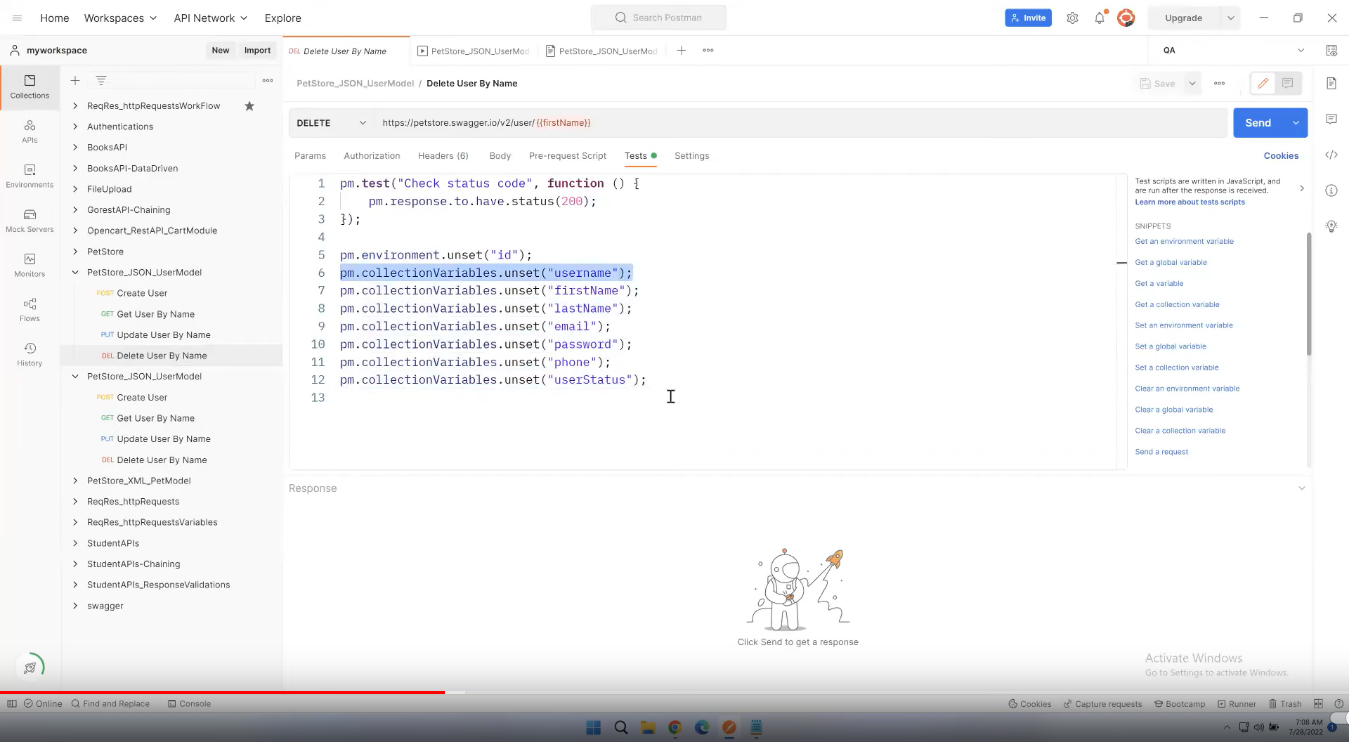 Home Workspaces API Network Explore Search Postman Invite Upgrade
myworkspace New Import DEL Delete User By Name PetStore_JSON_UserMod PetStore_JSON_UserMod QA
Collections
APIs
Environments
Mock Servers
Monitors
Flows
History
ReqRes_httpRequestsWorkFlow
Authentications
BooksAPI
BooksAPI-DataDriven
FileUpload
GorestAPI-Chaining
Opencart_RestAPI_CartModule
PetStore
PetStore_JSON_UserModel
POST Create User
GET Get User By Name
PUT Update User By Name
DEL Delete User By Name
PetStore_JSON_UserModel
POST Create User
GET Get User By Name
PUT Update User By Name
DEL Delete User By Name
PetStore_XML_PetModel
ReqRes_httpRequests
ReqRes_httpRequestsVariables
StudentAPIs
StudentAPIs-Chaining
StudentAPIs_ResponseValidations
swagger
PetStore_JSON_UserModel / Delete User By Name Save
DELETE https://petstore.swagger.io/v2/user/{{firstName}} Send
Params Authorization Headers (6) Body Pre-request Script Tests Settings Cookies
1 pm.test("Check status code", function () {
2 pm.response.to.have.status(200);
3 });
4
5 pm.environment.unset("id");
6 pm.collectionVariables.unset("username");
7 pm.collectionVariables.unset("firstName");
8 pm.collectionVariables.unset("lastName");
9 pm.collectionVariables.unset("email");
10 pm.collectionVariables.unset("password");
11 pm.collectionVariables.unset("phone");
12 pm.collectionVariables.unset("userStatus");
13
Test scripts are written in JavaScript, and
are run after the response is received.
Learn more about tests scripts
SNIPPETS
Get an environment variable
Get a global variable
Get a variable
Get a collection variable
Set an environment variable
Set a global variable
Set a collection variable
Clear an environment variable
Clear a global variable
Clear a collection variable
Send a request
Response
Click Send to get a response
Activate Windows
Go to Settings to activate Windows.
Online Find and Replace Console Cookies Capture requests Bootcamp Runner Trash
7:08 AM
7/28/2022